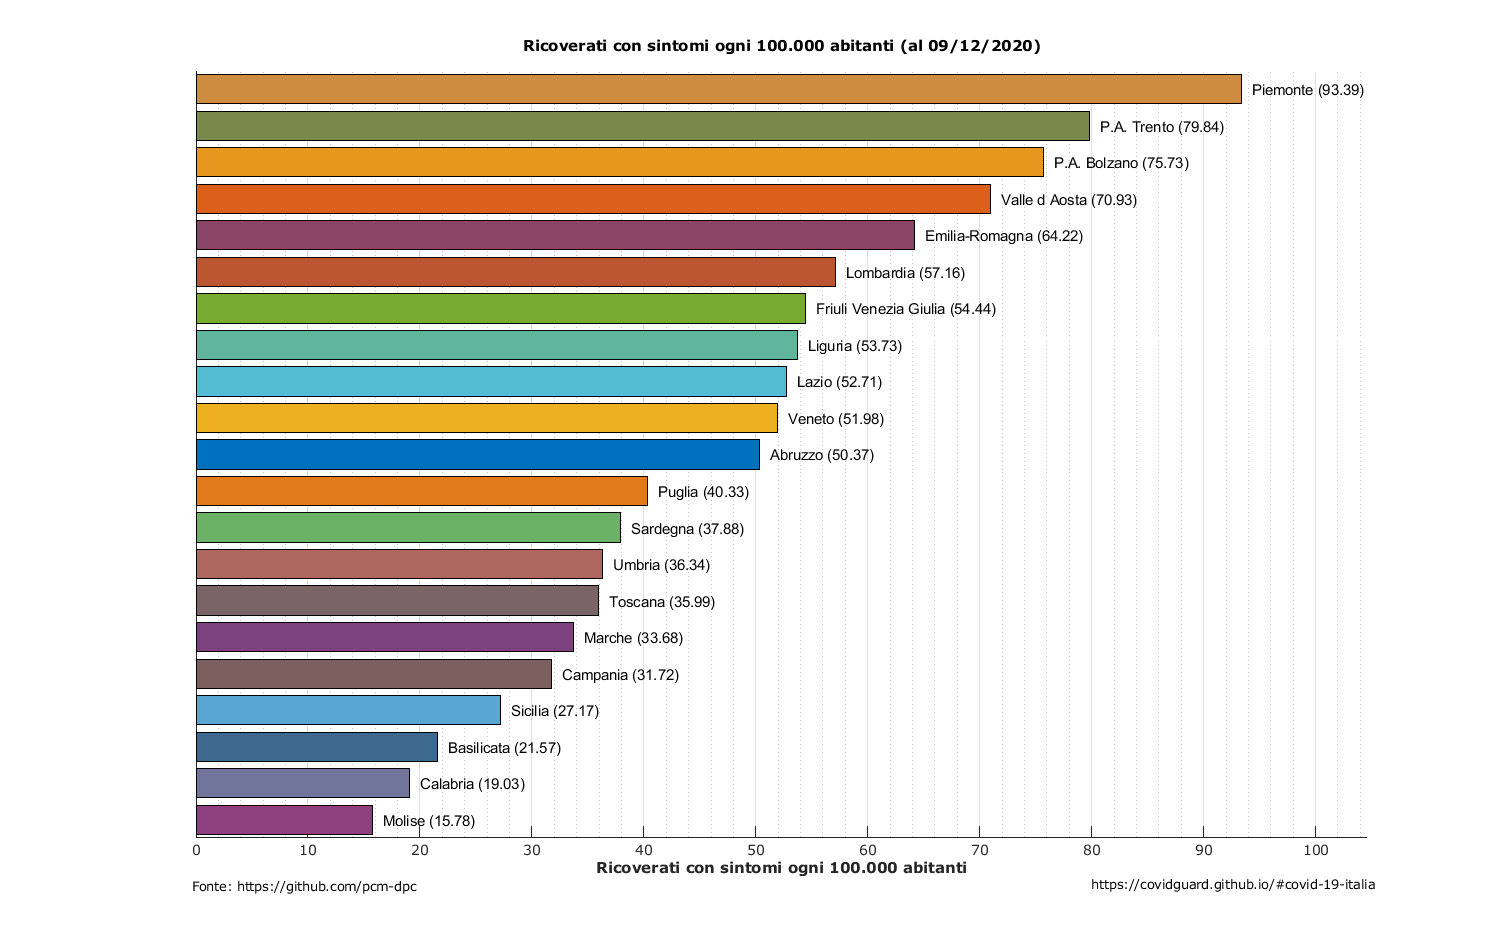 Ricoverati con sintomi ogni 100.000 abitanti (al 09/12/2020)
Piemonte (93.39)
P.A. Trento (79.84)
P.A. Bolzano (75.73)
Valle d Aosta (70.93)
Emilia-Romagna (64.22)
Lombardia (57.16)
Friuli Venezia Giulia (54.44)
Liguria (53.73)
Lazio (52.71)
Veneto (51.98)
Abruzzo (50.37)
Puglia (40.33)
Sardegna (37.88)
Umbria (36.34)
Toscana (35.99)
Marche (33.68)
Campania (31.72)
Sicilia (27.17)
Basilicata (21.57)
Calabria (19.03)
Molise (15.78)
0 10 20 30 40 50 60 70 80 90 100
Ricoverati con sintomi ogni 100.000 abitanti
Fonte: https://github.com/pcm-dpc
https://covidguard.github.io/#covid-19-italia